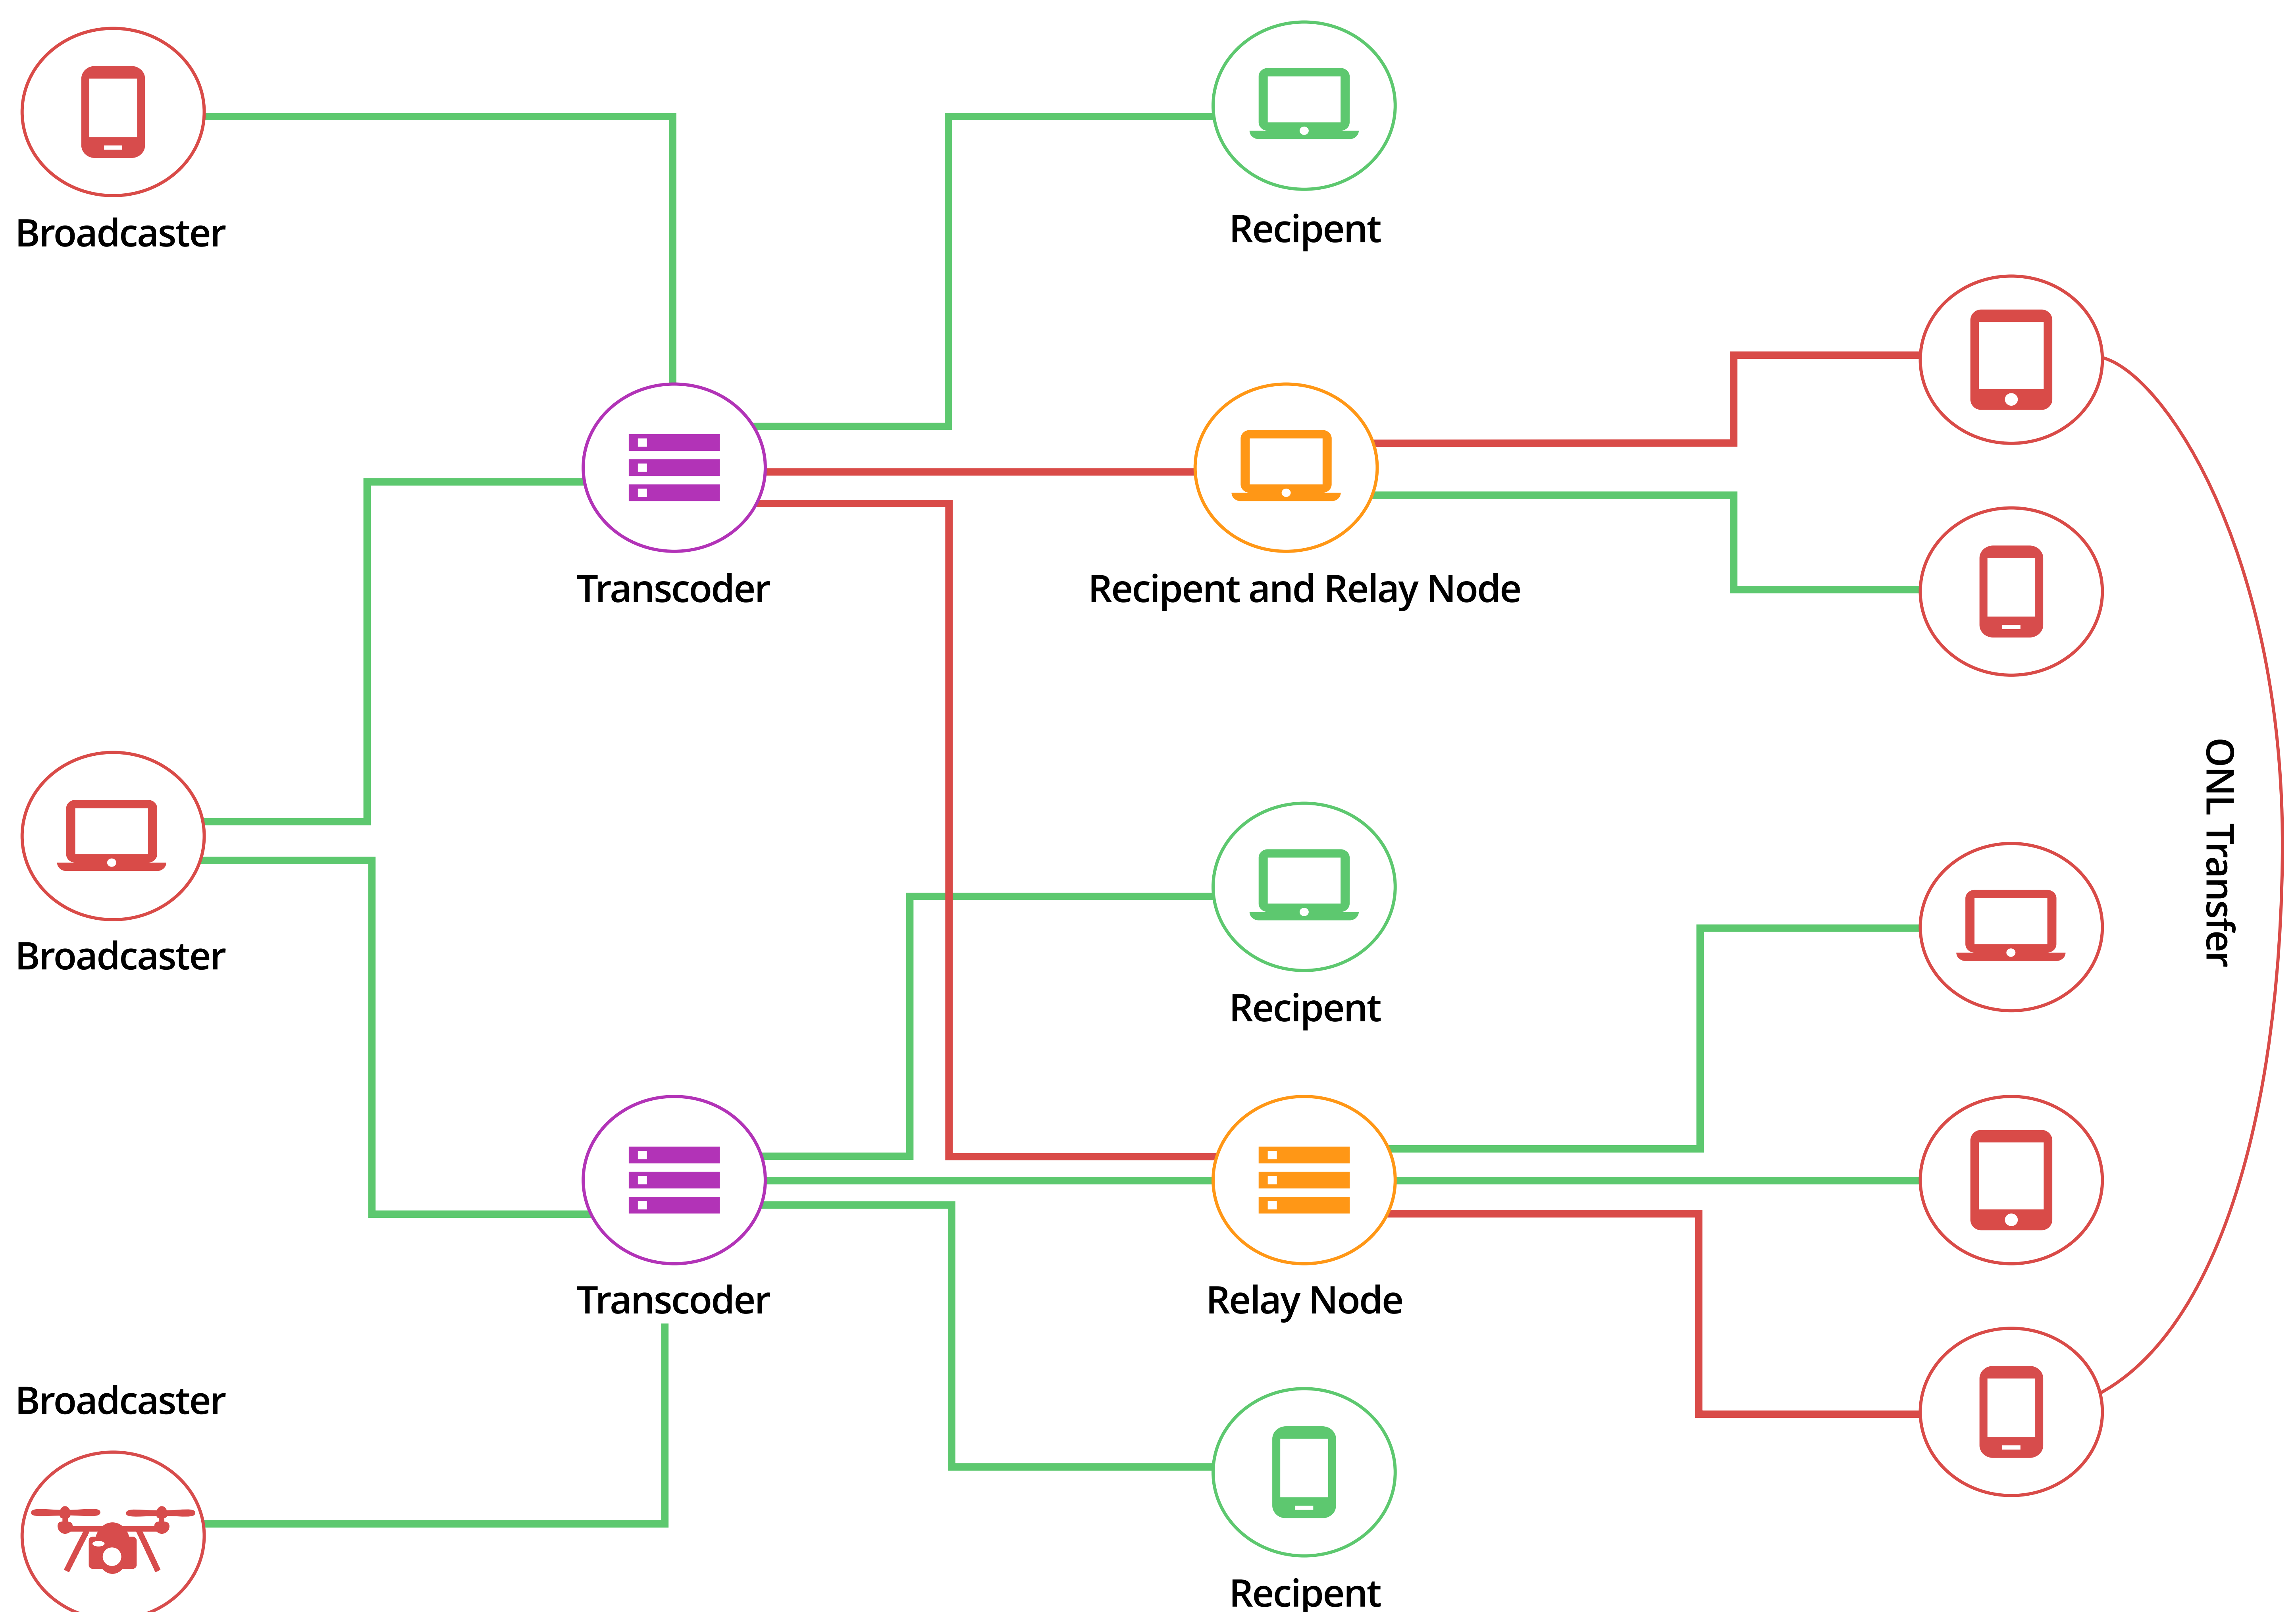 Broadcaster
Recipent
Transcoder
Recipent and Relay Node
ONL Transfer
Broadcaster
Recipent
Transcoder
Relay Node
Broadcaster
Recipent